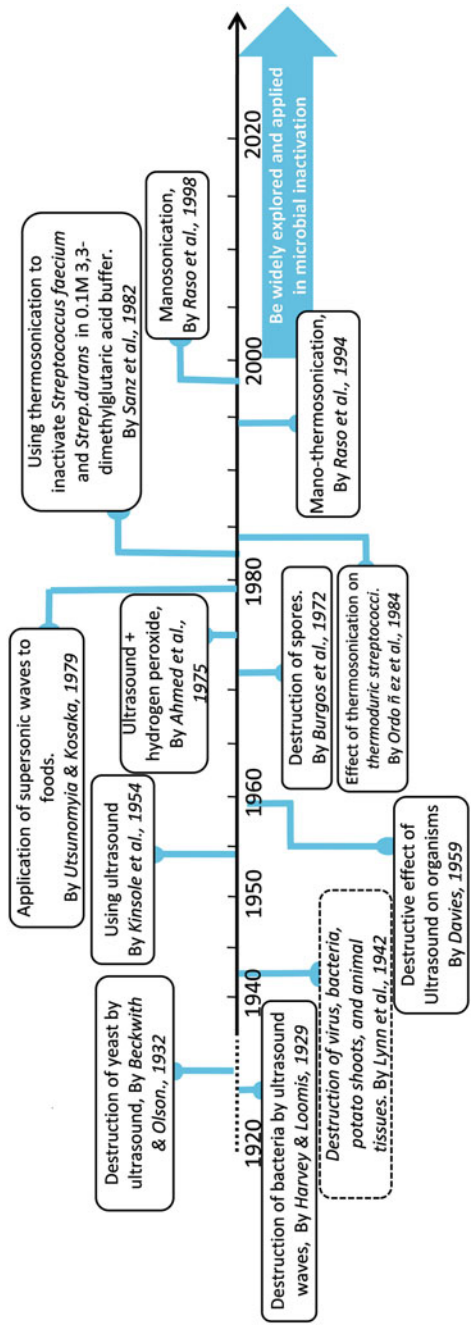 Destruction of yeast by
ultrasound, By Beckwith
& Olson., 1932
Application of supersonic waves to
foods.
By Utsunomyia & Kosaka, 1979
Using ultrasound
By Kinsole et al., 1954
Ultrasound +
hydrogen peroxide,
By Ahmed et al.,
1975
Using thermosonication to
inactivate Streptococcus faecium
and Strep.durans in 0.1M 3,3-
dimethylglutaric acid buffer.
By Sanz et al., 1982
Manosonication,
By Raso et al., 1998
1920
1940
1950
1960
1980
2000
2020
Be widely explored and applied
in microbial inactivation
Destruction of bacteria by ultrasound
waves, By Harvey & Loomis, 1929
Destruction of virus, bacteria,
potato shoots, and animal
tissues. By Lynn et al., 1942
Destructive effect of
Ultrasound on organisms
By Davies, 1959
Destruction of spores.
By Burgos et al., 1972
Effect of thermosonication on
thermoduric streptococci.
By Ordo ñ ez et al., 1984
Mano-thermosonication,
By Raso et al., 1994